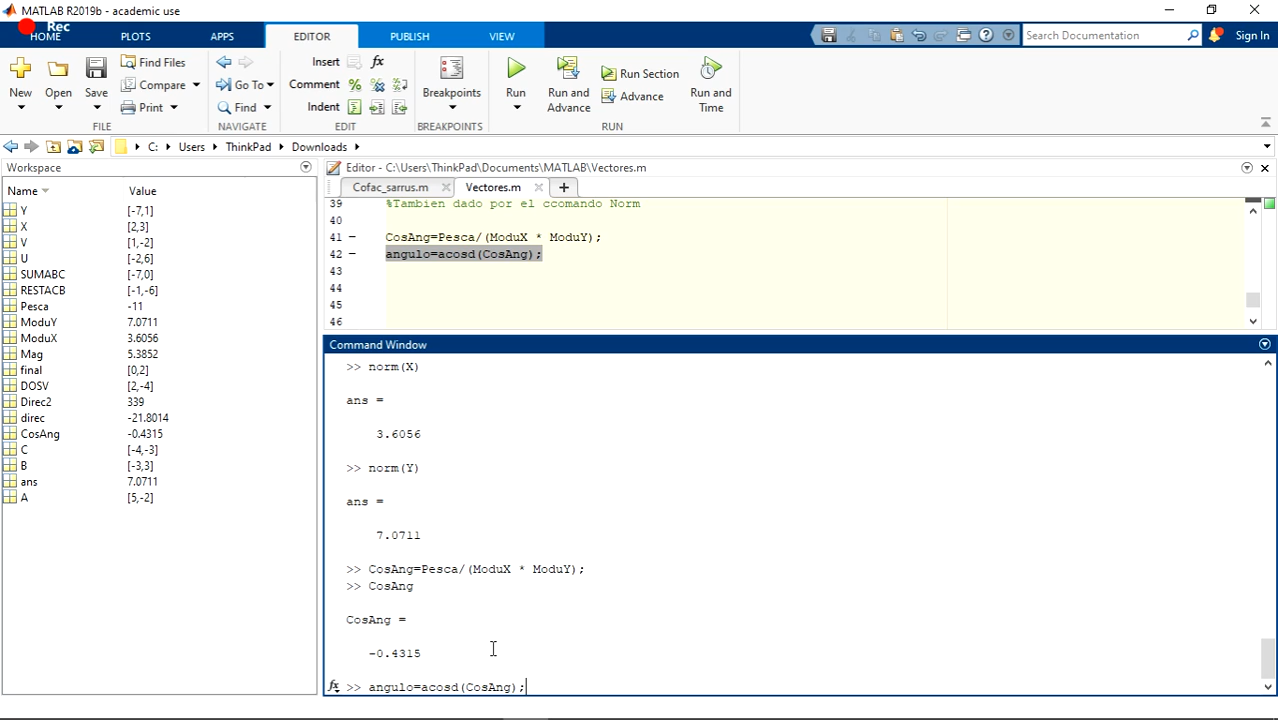 MATLAB R2019b - academic use
Rec
HOME PLOTS APPS EDITOR PUBLISH VIEW Search Documentation Sign In
New Open Save Find Files Compare Print
Go To Find
Insert fx
Comment %
Indent
Breakpoints Run Run and Advance Run Section Advance Run and Time
FILE NAVIGATE EDIT BREAKPOINTS RUN
C: Users ThinkPad Downloads
Workspace
Name Value
Y [-7,1]
X [2,3]
V [1,-2]
U [-2,6]
SUMABC [-7,0]
RESTACB [-1,-6]
Pesca -11
ModuY 7.0711
ModuX 3.6056
Mag 5.3852
final [0,2]
DOSV [2,-4]
Direc2 339
direc -21.8014
CosAng -0.4315
C [-4,-3]
B [-3,3]
ans 7.0711
A [5,-2]
Editor - C:\Users\ThinkPad\Documents\MATLAB\Vectores.m
Cofac_sarrus.m Vectores.m
39 %Tambien dado por el ccomando Norm
40
41 - CosAng=Pesca/(ModuX * ModuY);
42 - angulo=acosd(CosAng);
43
44
45
46
Command Window
>> norm(X)
ans =
3.6056
>> norm(Y)
ans =
7.0711
>> CosAng=Pesca/(ModuX * ModuY);
>> CosAng
CosAng =
-0.4315
fx >> angulo=acosd(CosAng);